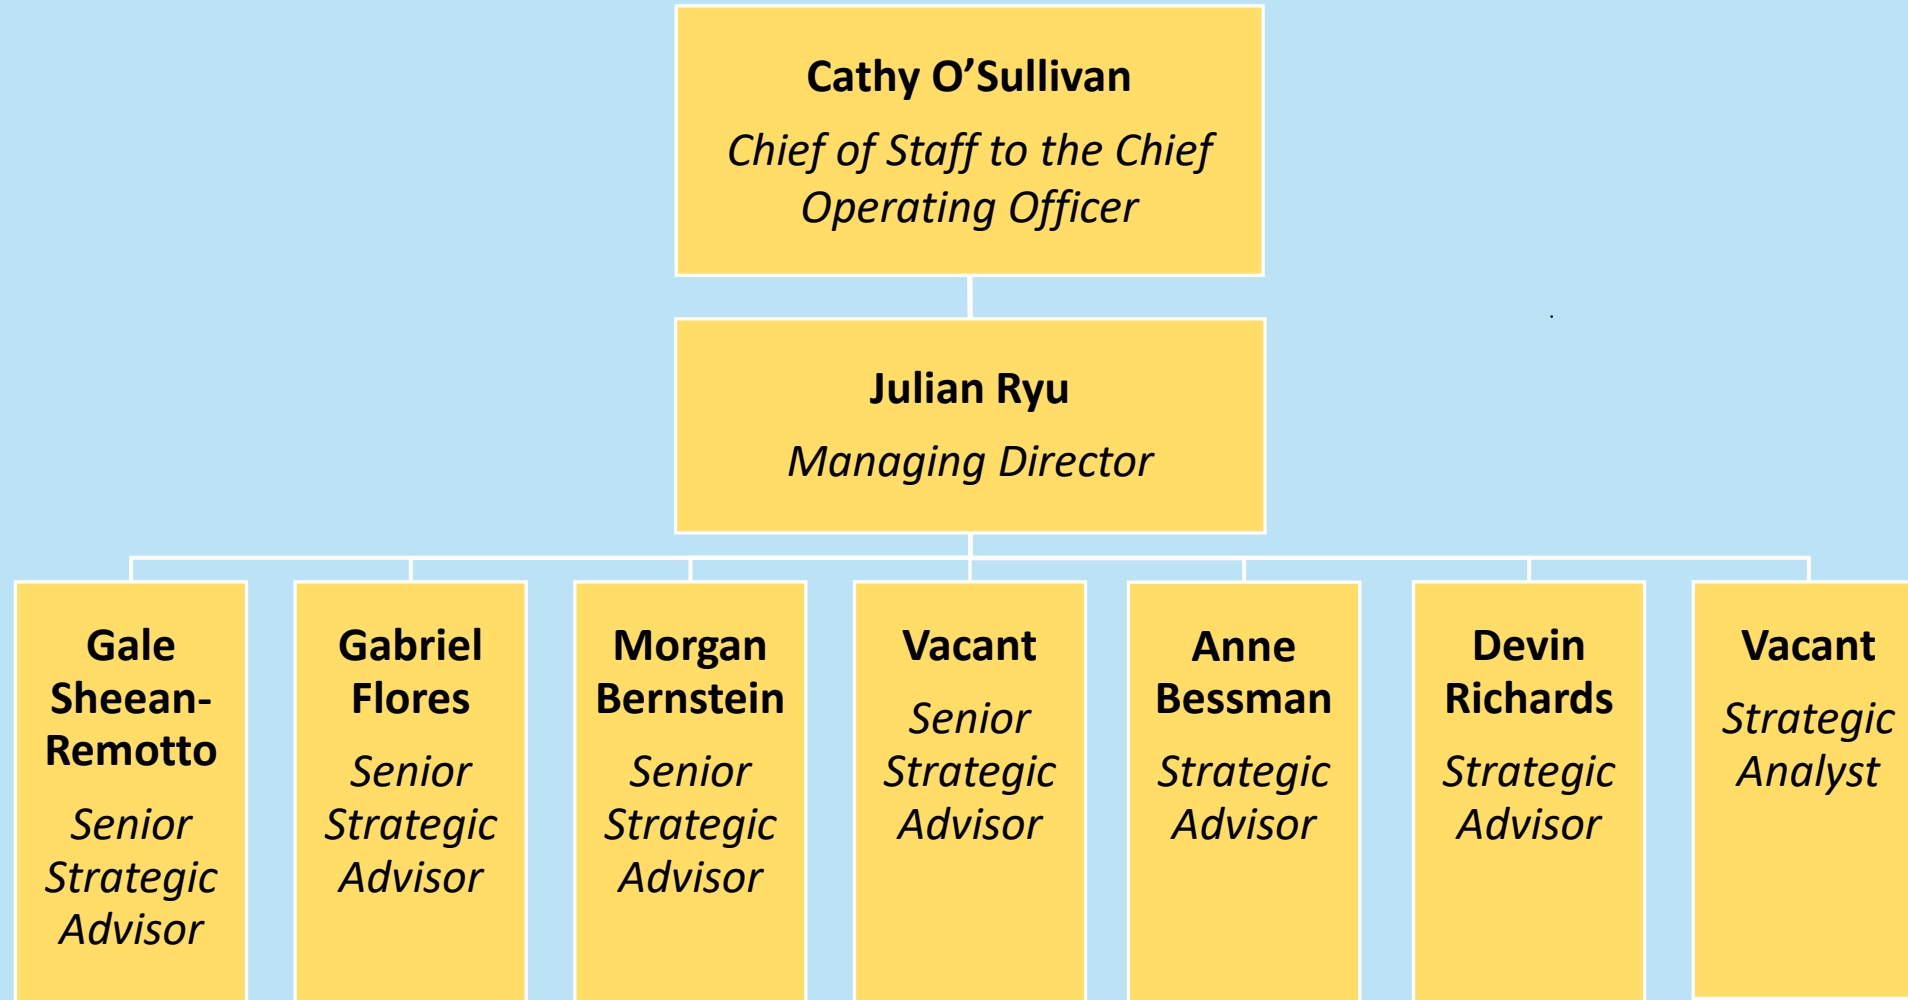 Cathy O’Sullivan
Chief of Staff to the Chief
Operating Officer
Julian Ryu
Managing Director
Gale
Sheean-
Remotto
Senior
Strategic
Advisor
Gabriel
Flores
Senior
Strategic
Advisor
Morgan
Bernstein
Senior
Strategic
Advisor
Vacant
Senior
Strategic
Advisor
Anne
Bessman
Strategic
Advisor
Devin
Richards
Strategic
Advisor
Vacant
Strategic
Analyst